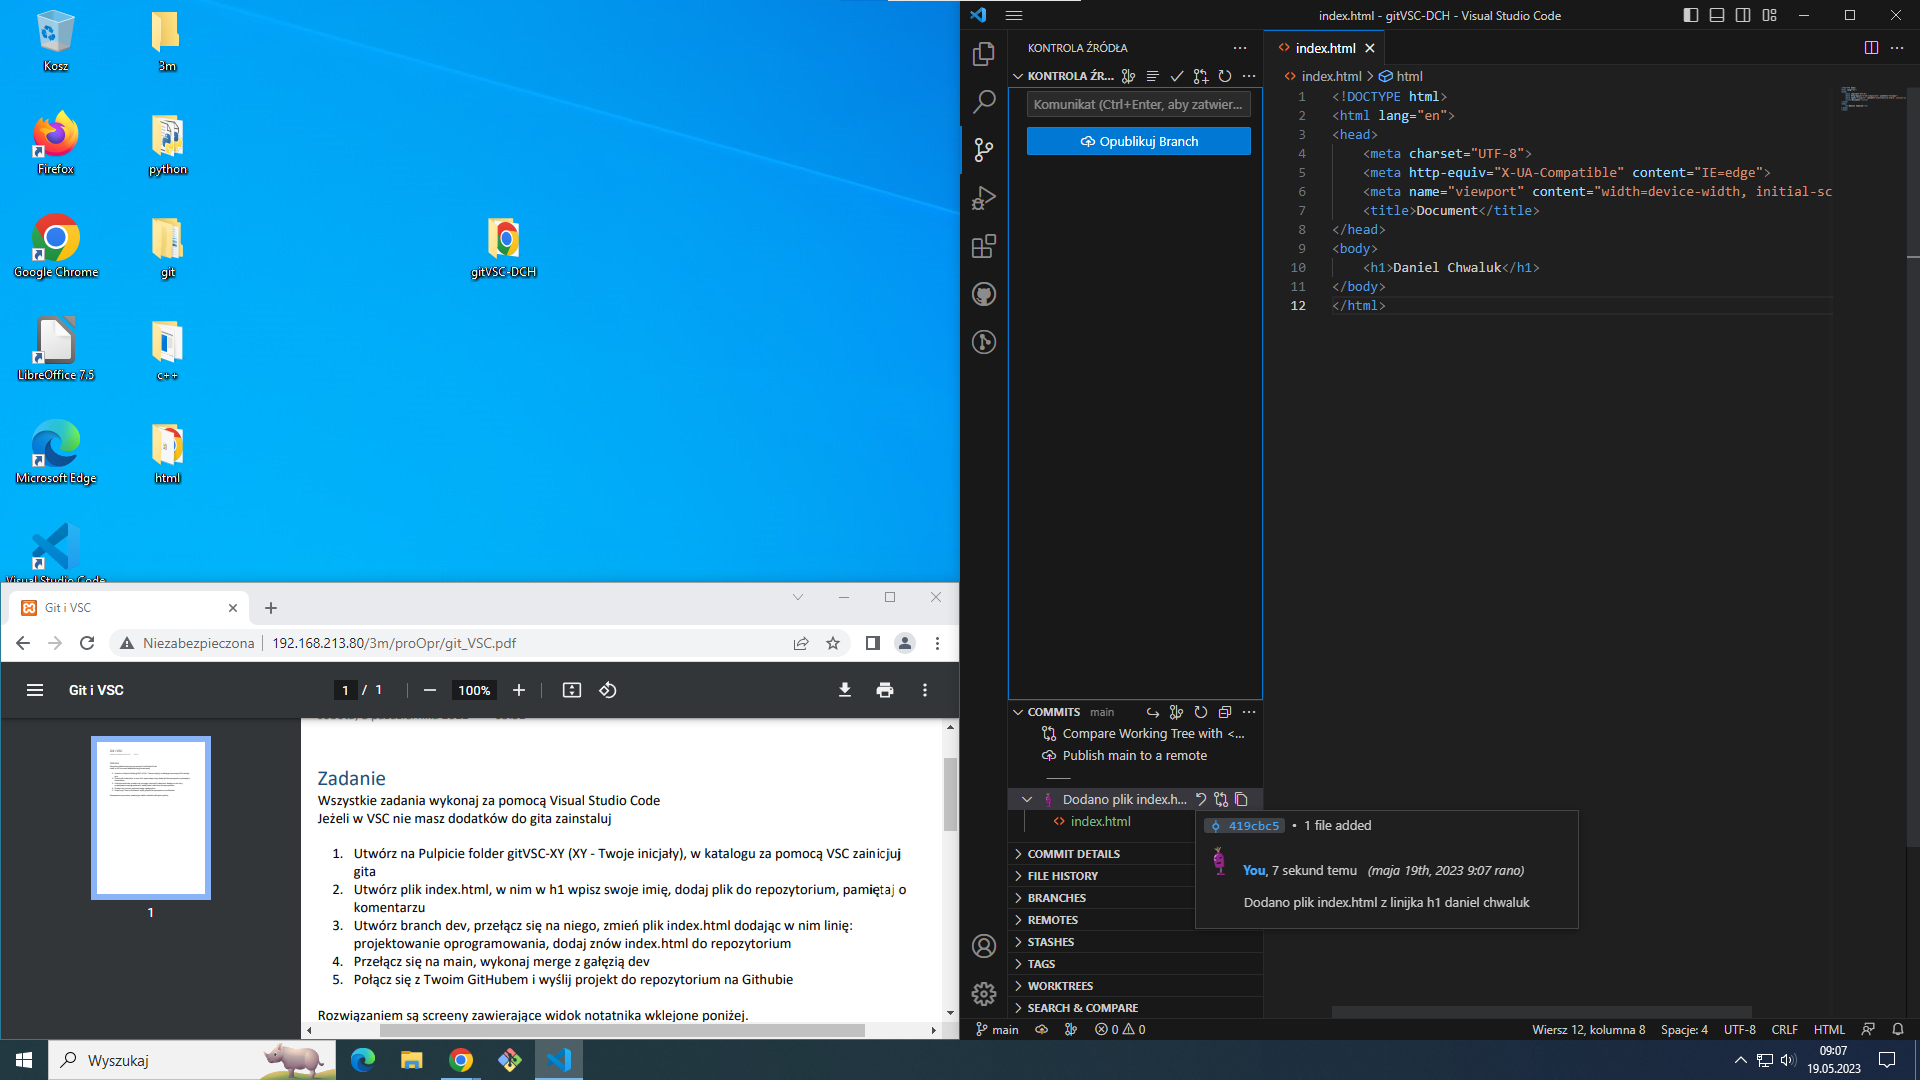 Kosz
3m
Firefox
python
Google Chrome
git
gitVSC-DCH
LibreOffice 7.5
c++
Microsoft Edge
html
Visual Studio Code
Git i VSC
Niezabezpieczona
192.168.213.80/3m/proOpr/git_VSC.pdf
Git i VSC
1 / 1
100%
1
Zadanie
Wszystkie zadania wykonaj za pomocą Visual Studio Code
Jeżeli w VSC nie masz dodatków do gita zainstaluj
1. Utwórz na Pulpicie folder gitVSC-XY (XY - Twoje inicjały), w katalogu za pomocą VSC zainicjuj
gita
2. Utwórz plik index.html, w nim w h1 wpisz swoje imię, dodaj plik do repozytorium, pamiętaj o
komentarzu
3. Utwórz branch dev, przełącz się na niego, zmień plik index.html dodając w nim linię:
projektowanie oprogramowania, dodaj znów index.html do repozytorium
4. Przełącz się na main, wykonaj merge z gałęzią dev
5. Połącz się z Twoim GitHubem i wyślij projekt do repozytorium na Githubie
Rozwiązaniem są screeny zawierające widok notatnika wklejone poniżej.
index.html - gitVSC-DCH - Visual Studio Code
KONTROLA ŹRÓDŁA
KONTROLA ŹR...
Komunikat (Ctrl+Enter, aby zatwier...
Opublikuj Branch
COMMITS main
Compare Working Tree with <...
Publish main to a remote
Dodano plik index.h...
index.html
COMMIT DETAILS
FILE HISTORY
BRANCHES
REMOTES
STASHES
TAGS
WORKTREES
SEARCH & COMPARE
index.html
index.html > html
1 <!DOCTYPE html>
2 <html lang="en">
3 <head>
4 <meta charset="UTF-8">
5 <meta http-equiv="X-UA-Compatible" content="IE=edge">
6 <meta name="viewport" content="width=device-width, initial-sc
7 <title>Document</title>
8 </head>
9 <body>
10 <h1>Daniel Chwaluk</h1>
11 </body>
12 </html>
419cbc5 • 1 file added
You, 7 sekund temu (maja 19th, 2023 9:07 rano)
Dodano plik index.html z linijka h1 daniel chwaluk
main
0 0
Wiersz 12, kolumna 8
Spacje: 4
UTF-8
CRLF
HTML
Wyszukaj
09:07
19.05.2023